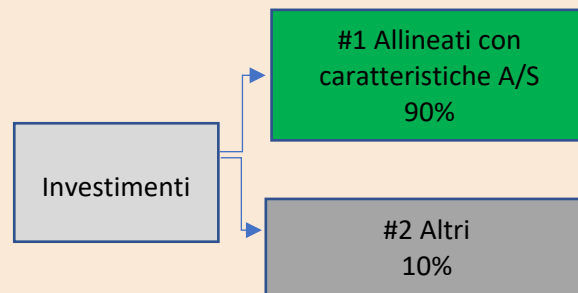 #1 Allineati con
caratteristiche A/S
90%
Investimenti
#2 Altri
10%